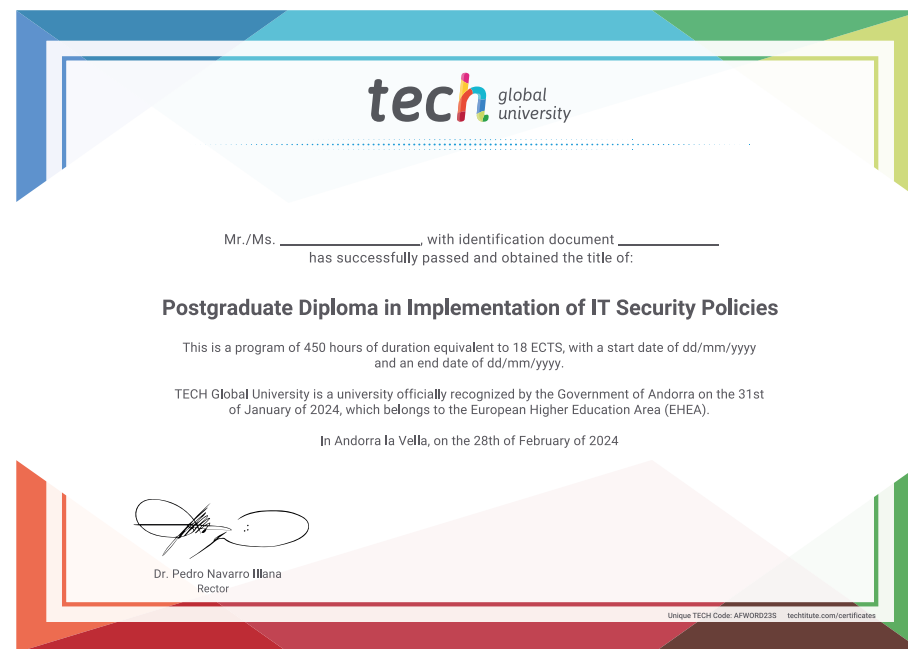 tech global
university
Mr./Ms. ____________, with identification document ____________
has successfully passed and obtained the title of:
Postgraduate Diploma in Implementation of IT Security Policies
This is a program of 450 hours of duration equivalent to 18 ECTS, with a start date of dd/mm/yyyy
and an end date of dd/mm/yyyy.
TECH Global University is a university officially recognized by the Government of Andorra on the 31st
of January of 2024, which belongs to the European Higher Education Area (EHEA).
In Andorra la Vella, on the 28th of February of 2024
Dr. Pedro Navarro Illana
Rector
Unique TECH Code: AFWORD23S techtitute.com/certificates